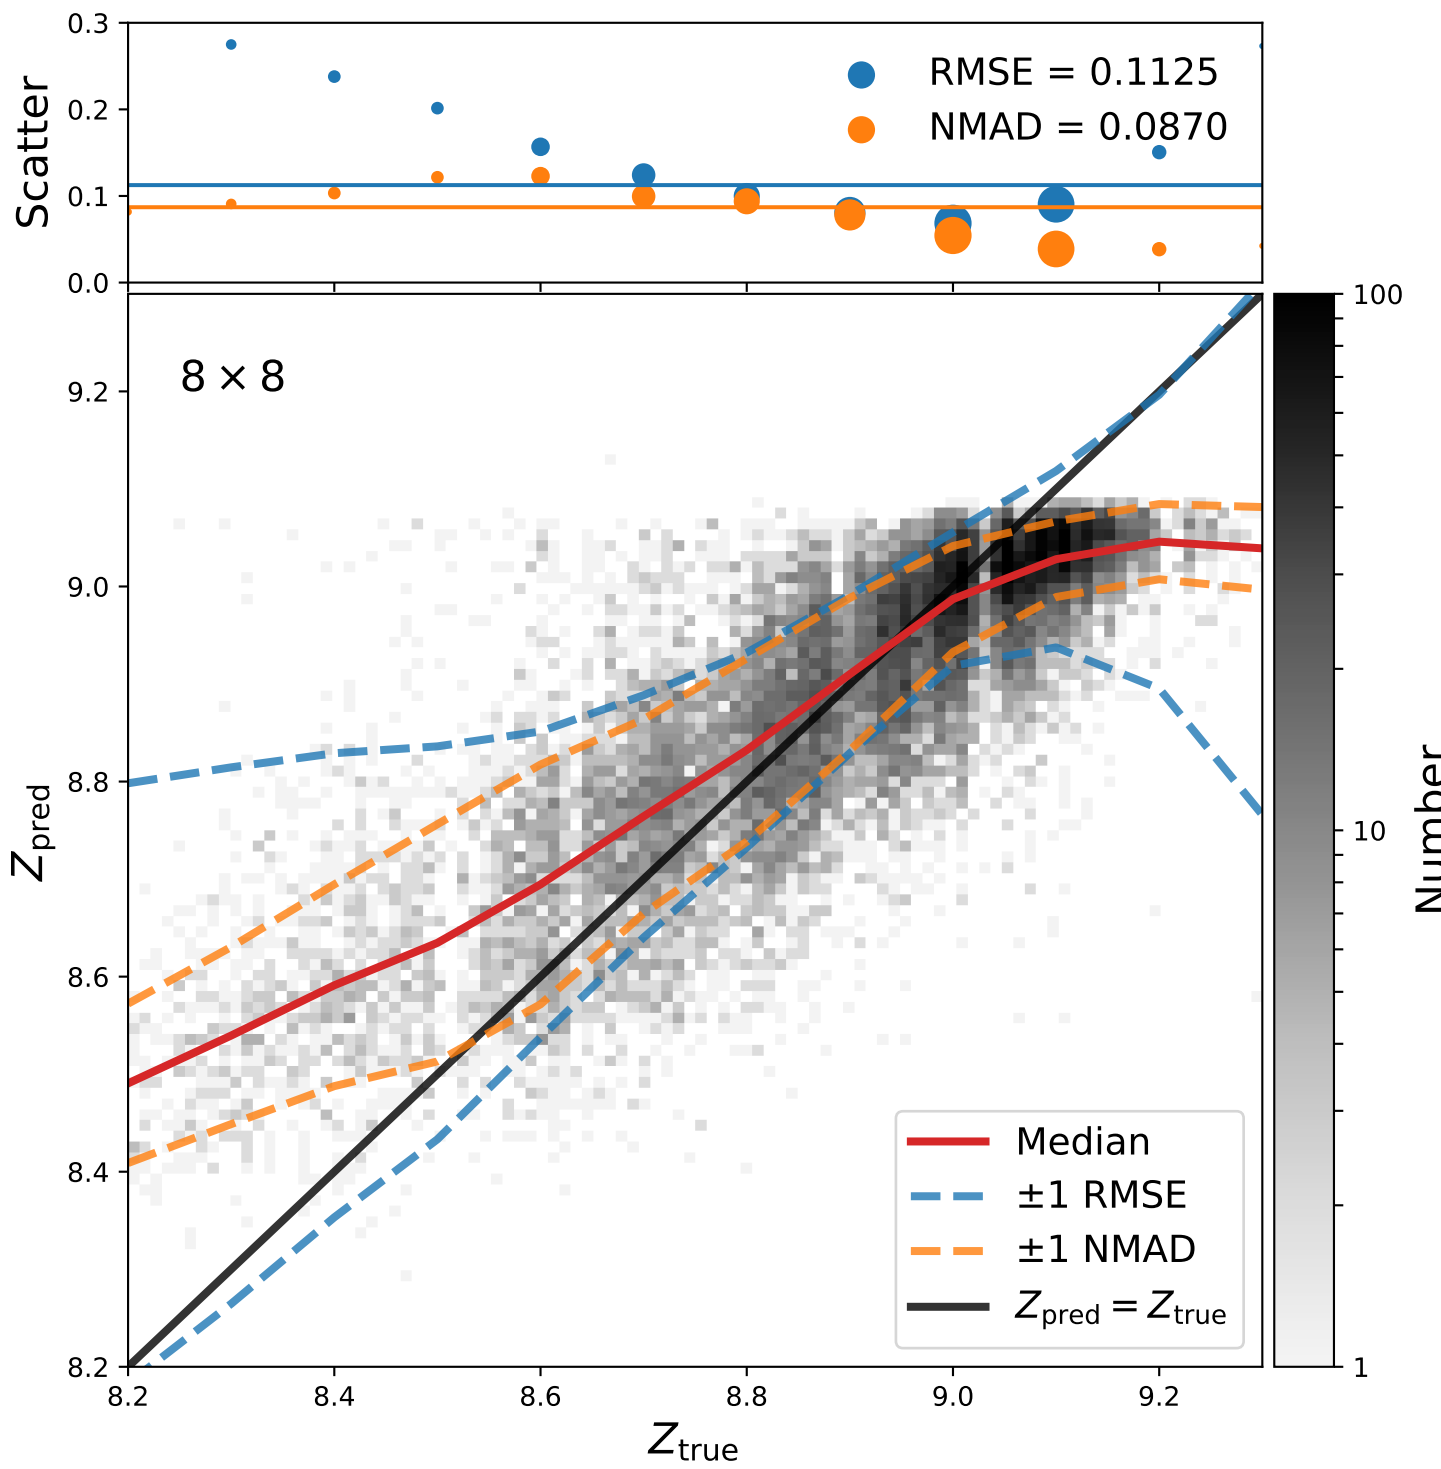 0.3
0.2
0.1
0.0
Scatter
RMSE = 0.1125
NMAD = 0.0870
8 × 8
9.2
9.0
8.8
8.6
8.4
8.2
Z_pred
8.2 8.4 8.6 8.8 9.0 9.2
Z_true
Median
±1 RMSE
±1 NMAD
Z_pred = Z_true
100
10
1
Number